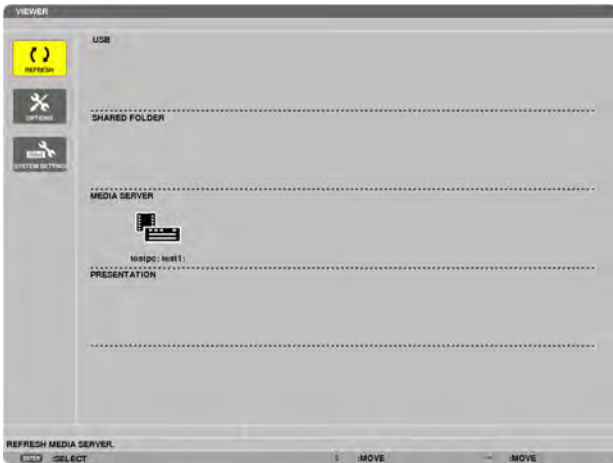 VIEWER
USB
REFRESH
OPTIONS
SHARED FOLDER
SYSTEM SETTING
MEDIA SERVER
testpc: test1:
PRESENTATION
REFRESH MEDIA SERVER.
ENTER :SELECT :MOVE :MOVE